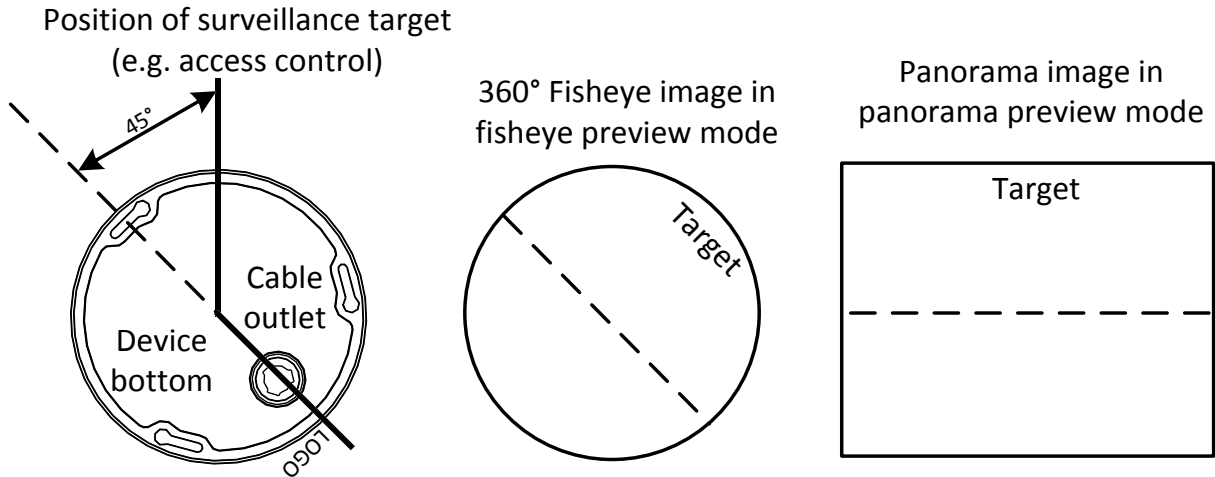 Position of surveillance target
(e.g. access control)
45°
Cable
outlet
Device
bottom
LOGO
360° Fisheye image in
fisheye preview mode
Target
Panorama image in
panorama preview mode
Target